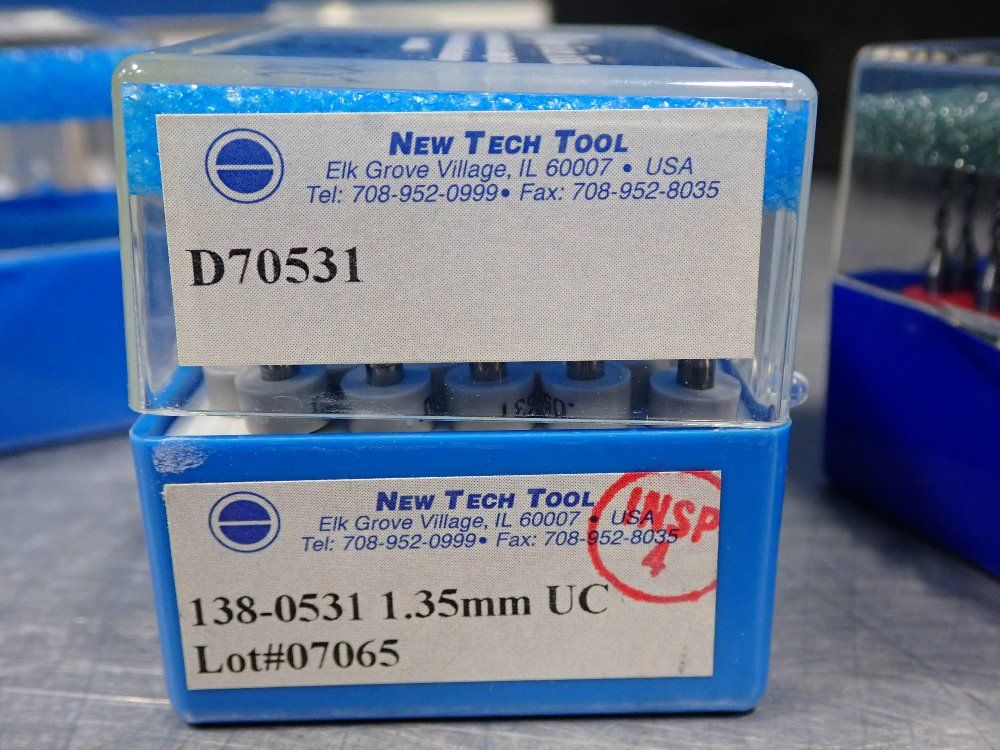 NEW TECH TOOL
Elk Grove Village, IL 60007 • USA
Tel: 708-952-0999• Fax: 708-952-8035
D70531
NEW TECH TOOL
Elk Grove Village, IL 60007 • USA
Tel: 708-952-0999• Fax: 708-952-8035
INSP
4
138-0531 1.35mm UC
Lot#07065